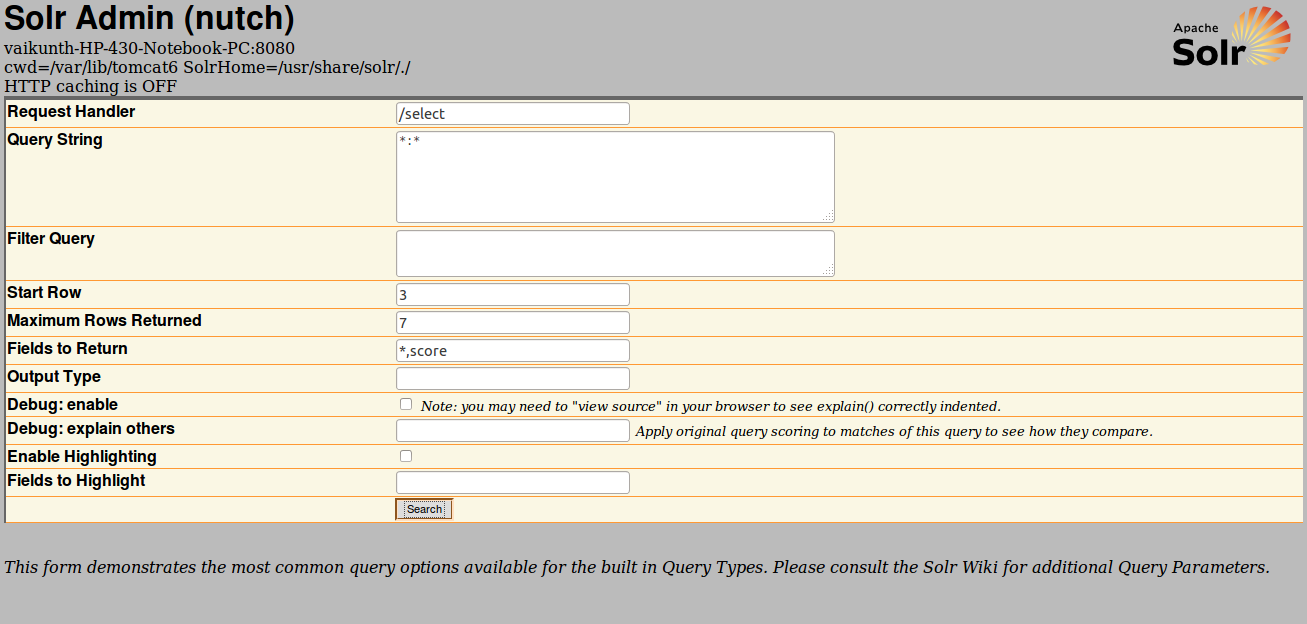 Solr Admin (nutch)
vaikunth-HP-430-Notebook-PC:8080
cwd=/var/lib/tomcat6 SolrHome=/usr/share/solr/./
HTTP caching is OFF
Apache
Solr
Request Handler /select
Query String *:*
Filter Query
Start Row 3
Maximum Rows Returned 7
Fields to Return *,score
Output Type
Debug: enable Note: you may need to "view source" in your browser to see explain() correctly indented.
Debug: explain others Apply original query scoring to matches of this query to see how they compare.
Enable Highlighting
Fields to Highlight
Search
This form demonstrates the most common query options available for the built in Query Types. Please consult the Solr Wiki for additional Query Parameters.